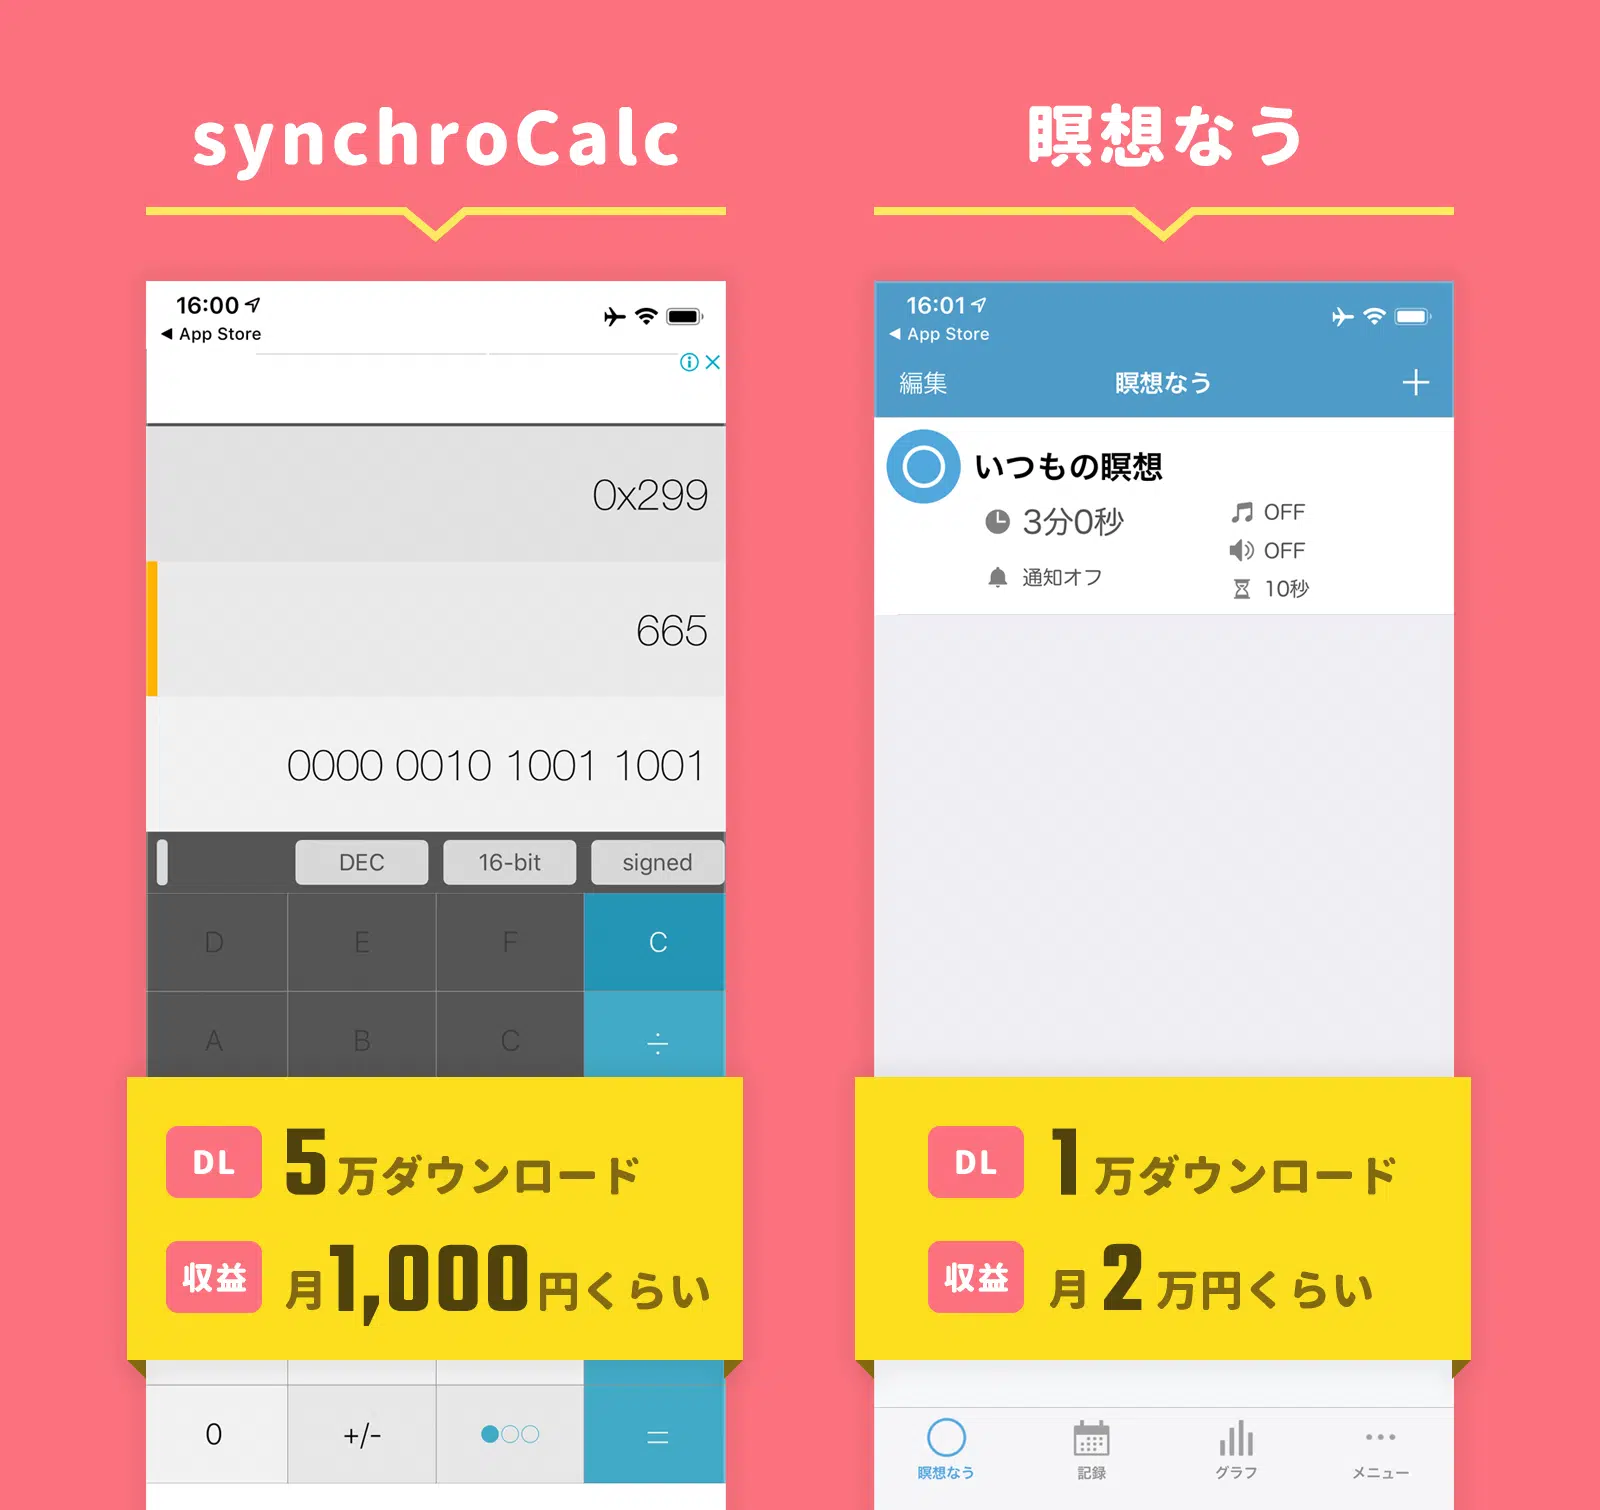 synchroCalc
16:00
◀ App Store
0x299
665
0000 0010 1001 1001
DEC
16-bit
signed
D
E
F
C
A
B
C
÷
DL
5万ダウンロード
収益
月1,000円くらい
0
+/-
=
瞑想なう
16:01
◀ App Store
編集
瞑想なう
+
いつもの瞑想
3分0秒
OFF
OFF
通知オフ
10秒
DL
1万ダウンロード
収益
月2万円くらい
瞑想なう
記録
グラフ
メニュー